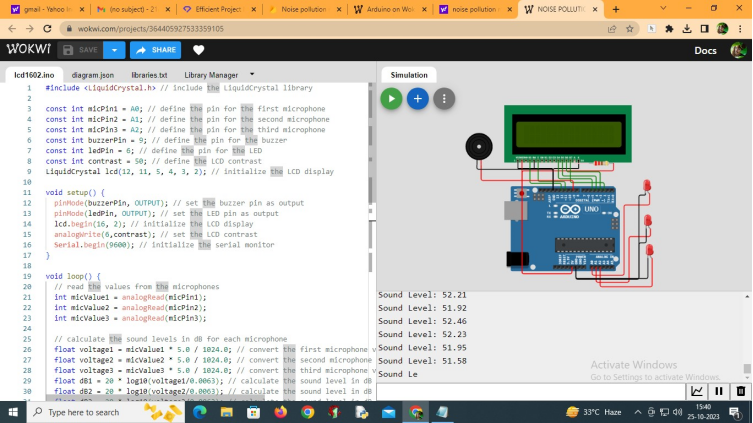 gmail - Yahoo
(no subject) - 2
Efficient Project
Noise pollution
Arduino on Wok
noise pollution
NOISE POLLUTIO
wokwi.com/projects/364405927533359105
WOKWI
SAVE
SHARE
Docs
lcd1602.ino
diagram.json
libraries.txt
Library Manager
Simulation
1 #include <LiquidCrystal.h> // include the LiquidCrystal library
2
3 const int micPin1 = A0; // define the pin for the first microphone
4 const int micPin2 = A1; // define the pin for the second microphone
5 const int micPin3 = A2; // define the pin for the third microphone
6 const int buzzerPin = 9; // define the pin for the buzzer
7 const int ledPin = 6; // define the pin for the LED
8 const int contrast = 50; // define the LCD contrast
9 LiquidCrystal lcd(12, 11, 5, 4, 3, 2); // initialize the LCD display
10
11 void setup() {
12 pinMode(buzzerPin, OUTPUT); // set the buzzer pin as output
13 pinMode(ledPin, OUTPUT); // set the LED pin as output
14 lcd.begin(16, 2); // initialize the LCD display
15 analogWrite(6,contrast); // set the LCD contrast
16 Serial.begin(9600); // initialize the serial monitor
17 }
18
19 void loop() {
20 // read the values from the microphones
21 int micValue1 = analogRead(micPin1);
22 int micValue2 = analogRead(micPin2);
23 int micValue3 = analogRead(micPin3);
24
25 // calculate the sound levels in dB for each microphone
26 float voltage1 = micValue1 * 5.0 / 1024.0; // convert the first microphone v
27 float voltage2 = micValue2 * 5.0 / 1024.0; // convert the second microphone
28 float voltage3 = micValue3 * 5.0 / 1024.0; // convert the third microphone v
29 float dB1 = 20 * log10(voltage1/0.0063); // calculate the sound level in dB
30 float dB2 = 20 * log10(voltage2/0.0063); // calculate the sound level in dB
UNO
ARDUINO
Sound Level: 52.21
Sound Level: 51.92
Sound Level: 52.46
Sound Level: 52.23
Sound Level: 51.95
Sound Level: 51.58
Sound Le
Activate Windows
Go to Settings to activate Windows.
Type here to search
33°C Haze
15:40
25-10-2023